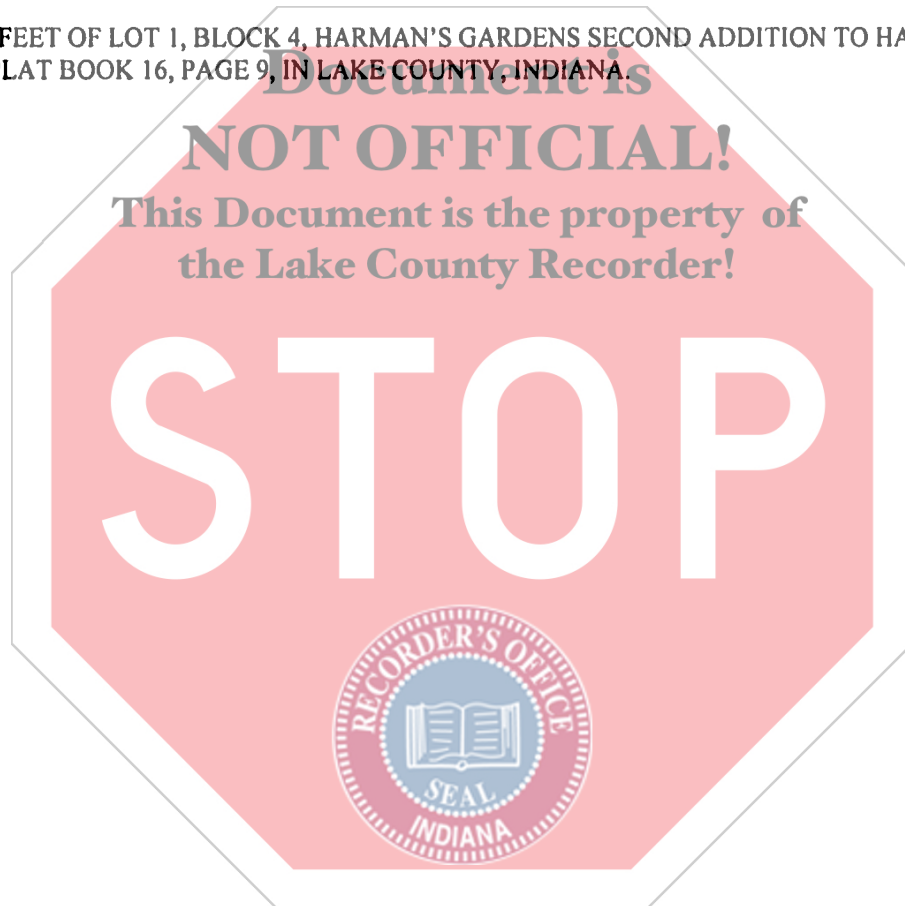 FEET OF LOT 1, BLOCK 4, HARMAN'S GARDENS SECOND ADDITION TO HA
LAT BOOK 16, PAGE 9, IN LAKE COUNTY, INDIANA.
Document is
NOT OFFICIAL!
This Document is the property of
the Lake County Recorder!
STOP
RECORDER'S OFFICE
SEAL
INDIANA